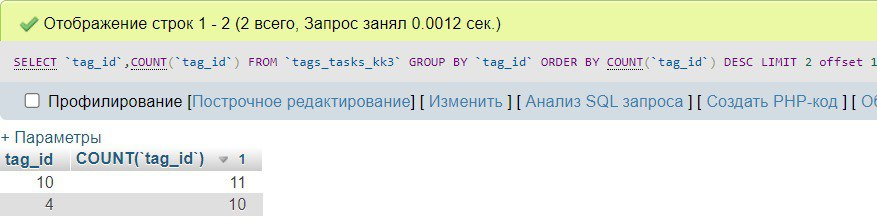 Отображение строк 1 - 2 (2 всего, Запрос занял 0.0012 сек.)
SELECT `tag_id`,COUNT(`tag_id`) FROM `tags_tasks_kk3` GROUP BY `tag_id` ORDER BY COUNT(`tag_id`) DESC LIMIT 2 offset 1
Профилирование [Построчное редактирование] [ Изменить ] [ Анализ SQL запроса ] [ Создать PHP-код ] [
+ Параметры
tag_id COUNT(`tag_id`) 1
10 11
4 10